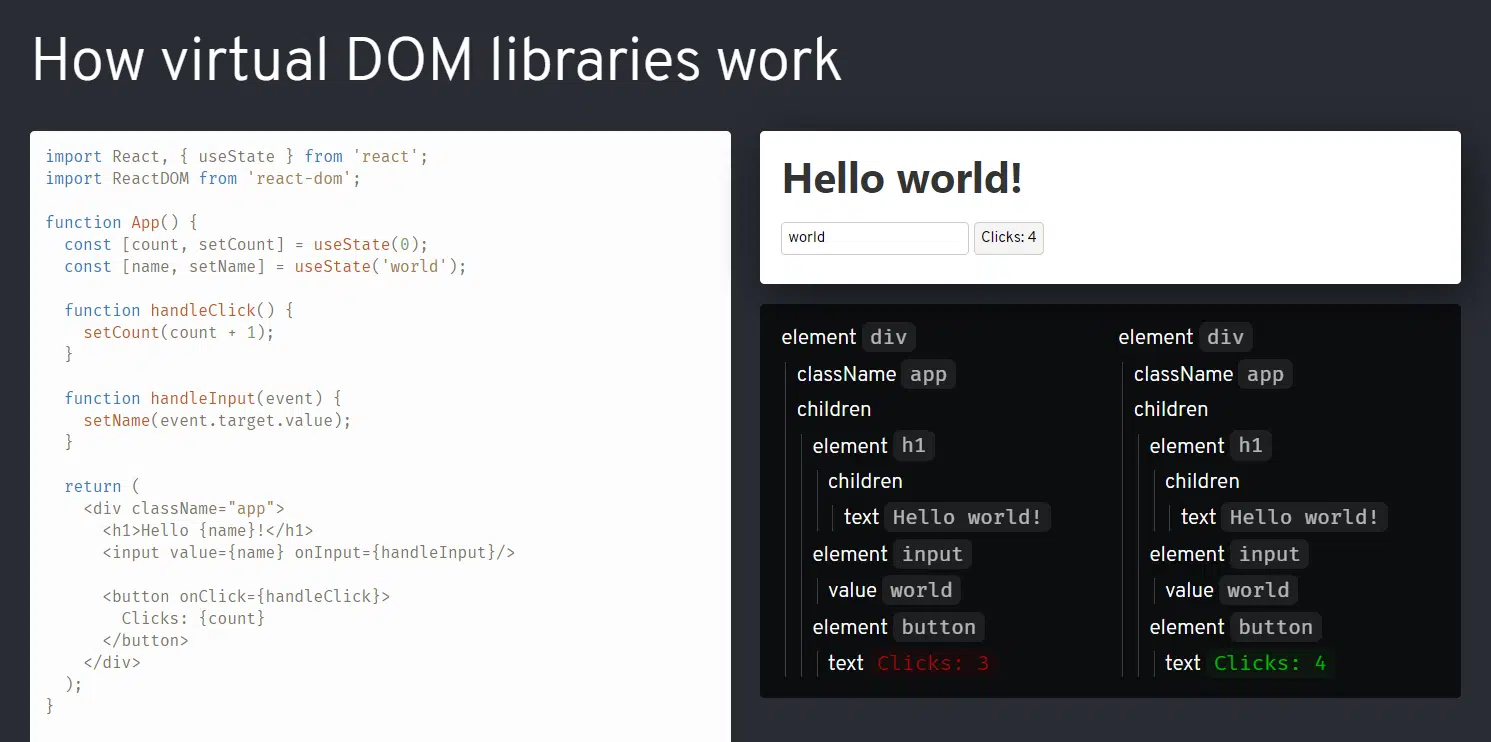 How virtual DOM libraries work
import React, { useState } from 'react';
import ReactDOM from 'react-dom';
function App() {
const [count, setCount] = useState(0);
const [name, setName] = useState('world');
function handleClick() {
setCount(count + 1);
}
function handleInput(event) {
setName(event.target.value);
}
return (
<div className="app">
<h1>Hello {name}!</h1>
<input value={name} onInput={handleInput}/>
<button onClick={handleClick}>
Clicks: {count}
</button>
</div>
);
}
Hello world!
world
Clicks: 4
element div
className app
children
element h1
children
text Hello world!
element input
value world
element button
text Clicks: 3
element div
className app
children
element h1
children
text Hello world!
element input
value world
element button
text Clicks: 4